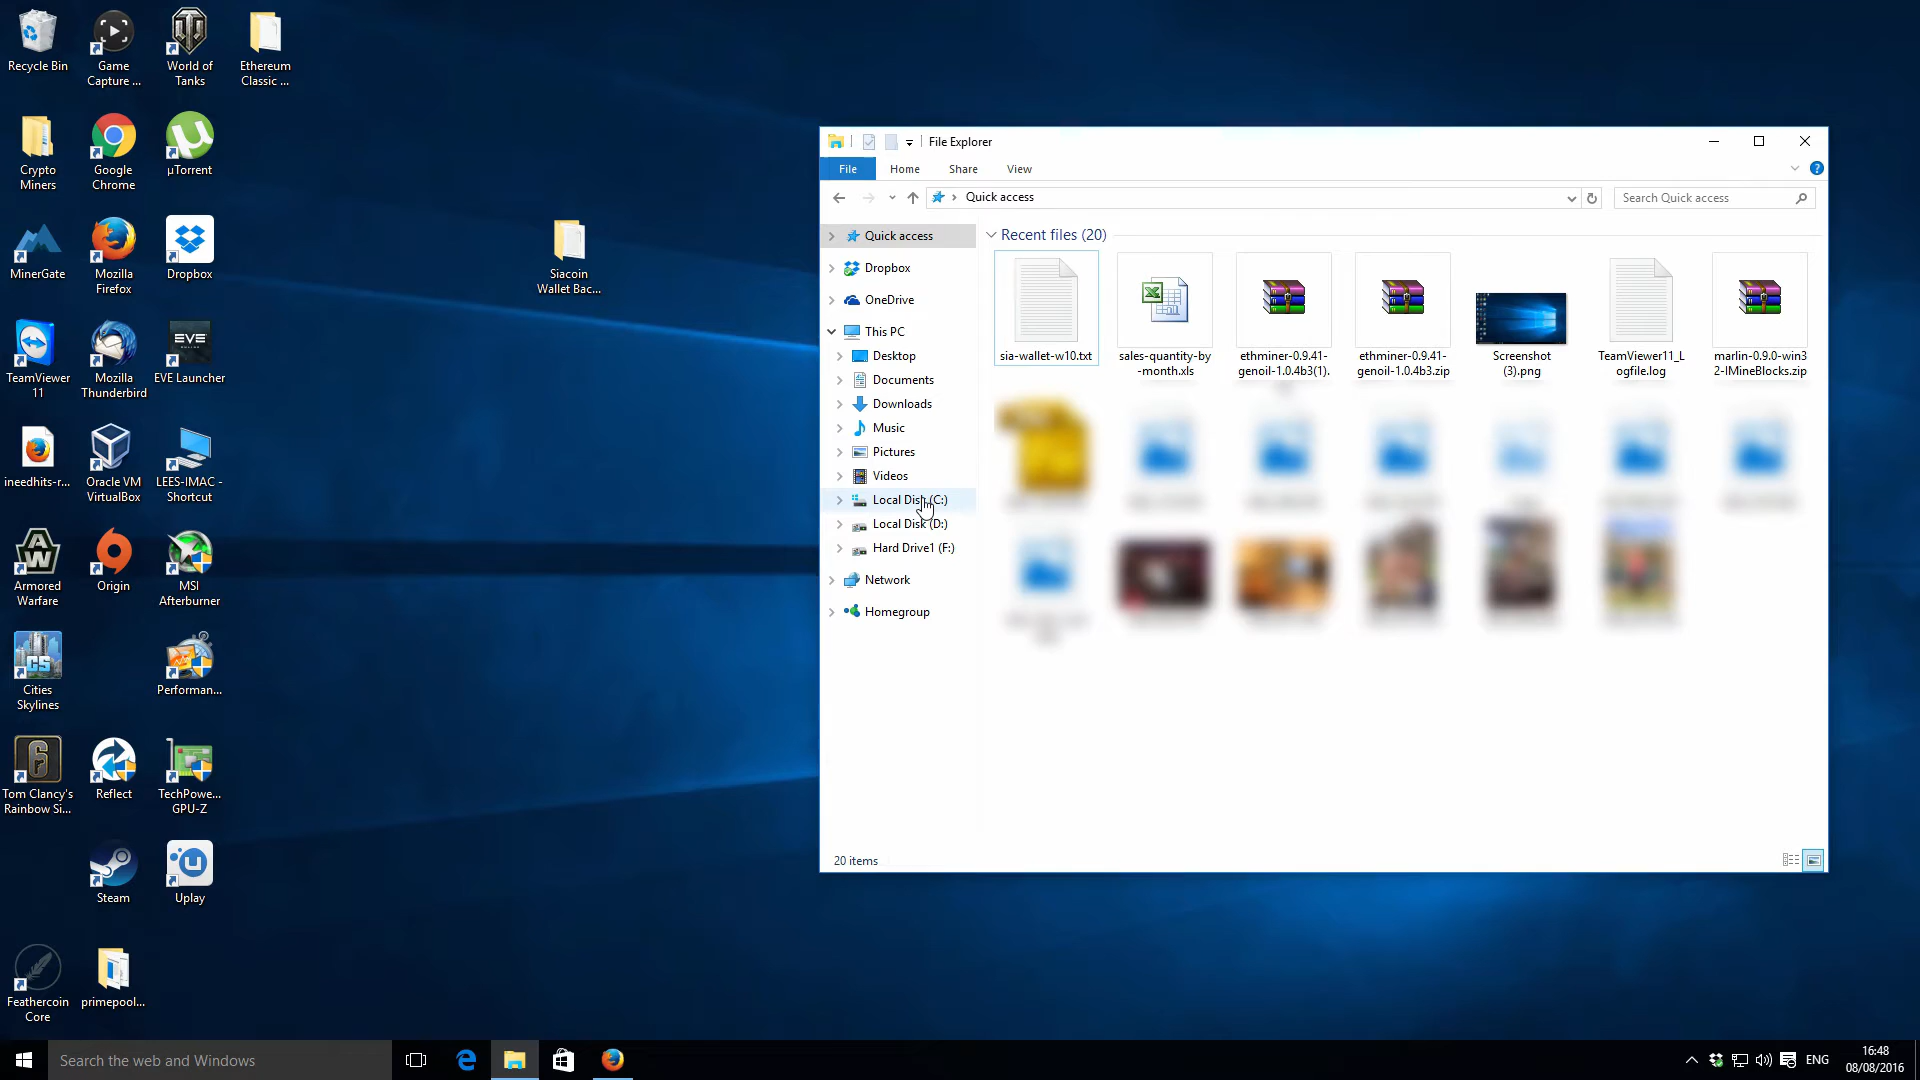 Recycle Bin
Game
Capture ...
World of
Tanks
Ethereum
Classic ...
Crypto
Miners
Google
Chrome
µTorrent
MinerGate
Mozilla
Firefox
Dropbox
Siacoin
Wallet Bac...
TeamViewer
11
Mozilla
Thunderbird
EVE
EVE Launcher
ineedhits-r...
Oracle VM
VirtualBox
LEES-IMAC -
Shortcut
AW
Armored
Warfare
Origin
MSI
Afterburner
CS
Cities
Skylines
Performan...
6
Tom Clancy's
Rainbow Si...
Reflect
TechPowe...
GPU-Z
Steam
Uplay
Feathercoin
Core
primepool...
File Explorer
File
Home
Share
View
Quick access
Search Quick access
Quick access
Dropbox
OneDrive
This PC
Desktop
Documents
Downloads
Music
Pictures
Videos
Local Disk (C:)
Local Disk (D:)
Hard Drive1 (F:)
Network
Homegroup
Recent files (20)
sia-wallet-w10.txt
sales-quantity-by
-month.xls
ethminer-0.9.41-
genoil-1.0.4b3(1).
ethminer-0.9.41-
genoil-1.0.4b3.zip
Screenshot
(3).png
TeamViewer11_L
ogfile.log
marlin-0.9.0-win3
2-IMineBlocks.zip
20 items
Search the web and Windows
ENG
16:48
08/08/2016